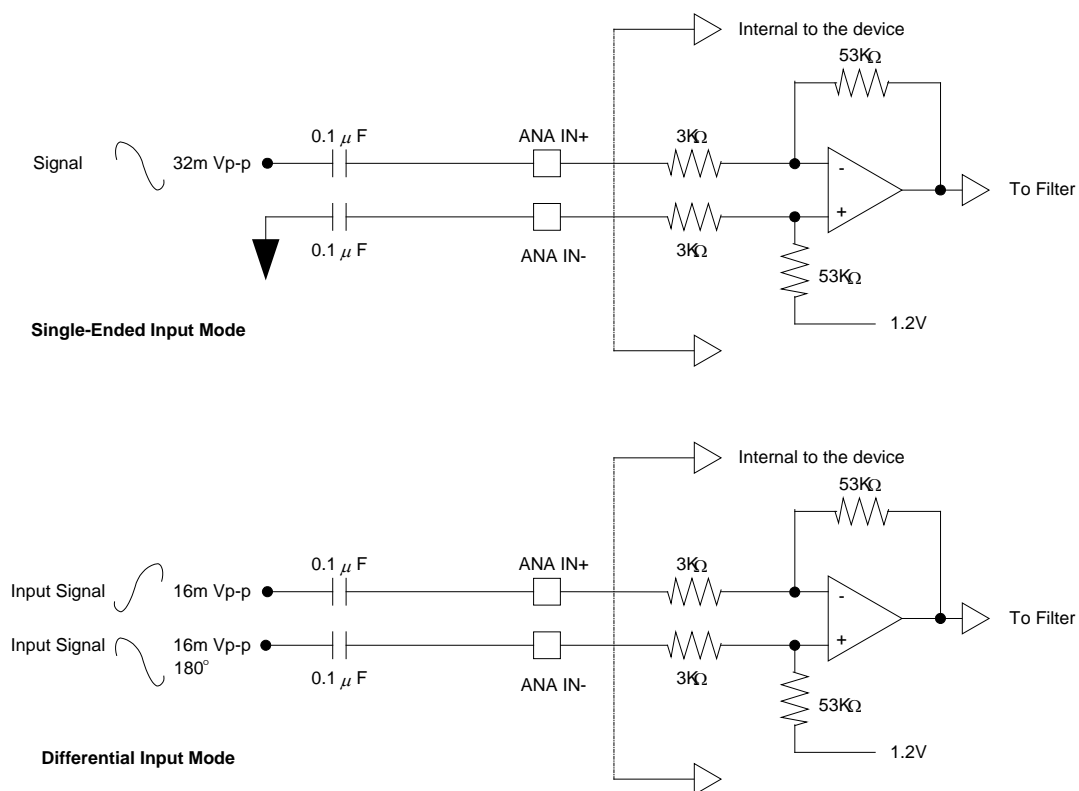 Internal to the device
53KΩ
0.1 μ F
ANA IN+
3KΩ
Signal
32m Vp-p
-
To Filter
+
0.1 μ F
ANA IN-
3KΩ
53KΩ
1.2V
Single-Ended Input Mode
Internal to the device
53KΩ
0.1 μ F
ANA IN+
3KΩ
Input Signal
16m Vp-p
-
To Filter
Input Signal
16m Vp-p
180°
+
0.1 μ F
ANA IN-
3KΩ
53KΩ
1.2V
Differential Input Mode